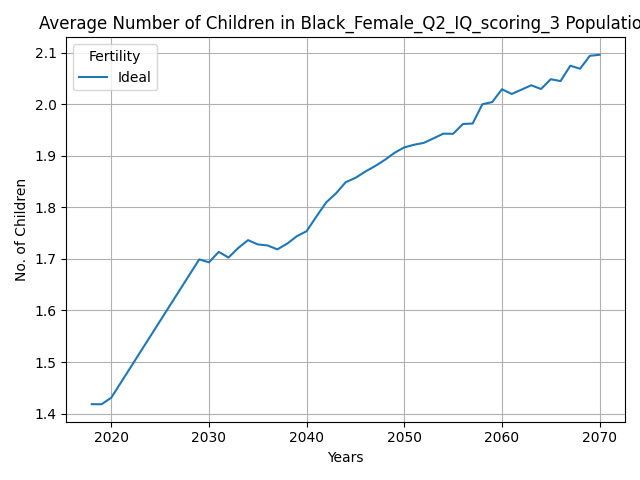 Average Number of Children in Black_Female_Q2_IQ_scoring_3 Populatio
Fertility
Ideal
No. of Children
2.1
2.0
1.9
1.8
1.7
1.6
1.5
1.4
2020 2030 2040 2050 2060 2070
Years